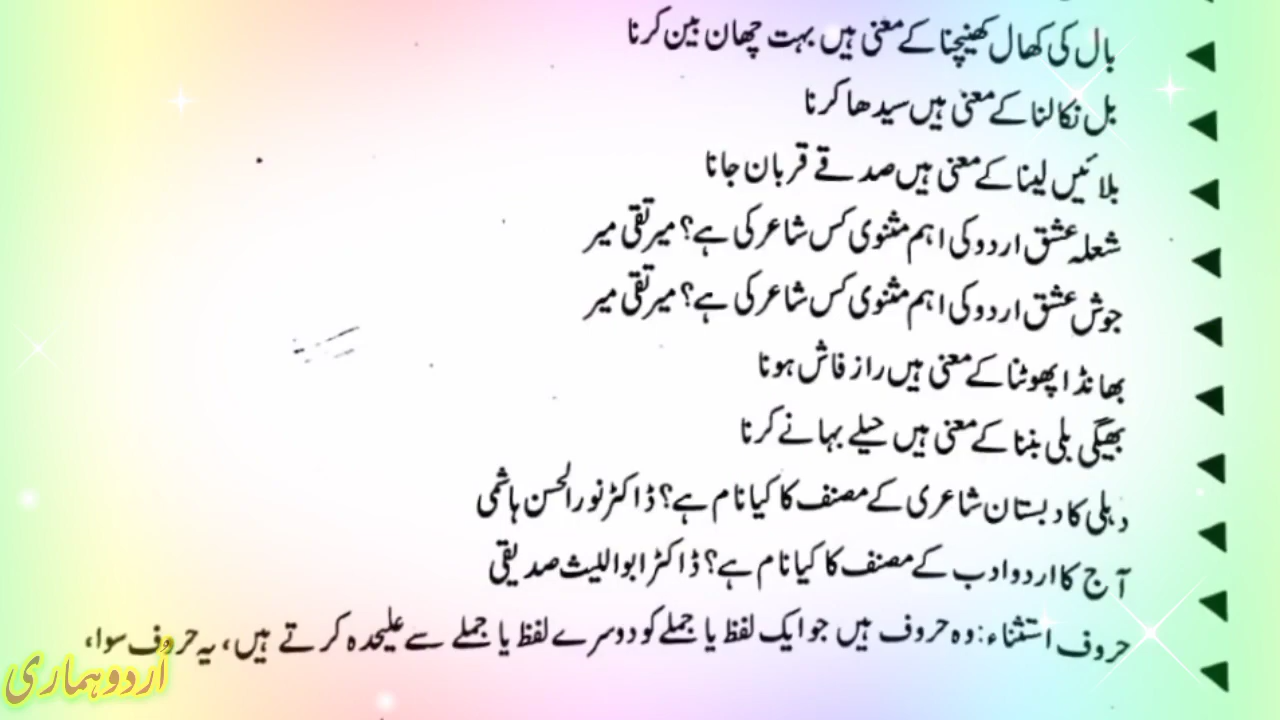 بال کی کھال کھینچنا کے معنی ہیں بہت چھان بین کرنا
بل نکالنا کے معنی ہیں سیدھا کرنا
بلائیں لینا کے معنی ہیں صدقے قربان جانا
شعلہ عشق اردو کی اہم مثنوی کس شاعر کی ہے؟ میر تقی میر
جوش عشق اردو کی اہم مثنوی کس شاعر کی ہے؟ میر تقی میر
بھانڈا پھوٹنا کے معنی ہیں راز فاش ہونا
بھیگی بلی بننا کے معنی ہیں حیلے بہانے کرنا
دہلی کا دبستان شاعری کے مصنف کا کیا نام ہے؟ ڈاکٹر نور الحسن ہاشمی
آج کا اردو ادب کے مصنف کا کیا نام ہے؟ ڈاکٹر ابواللیث صدیقی
حروف استثناء: وہ حروف ہیں جو ایک لفظ یا جملے کو دوسرے لفظ یا جملے سے علیحدہ کرتے ہیں، یہ حروف سوا،
اُردو ہماری